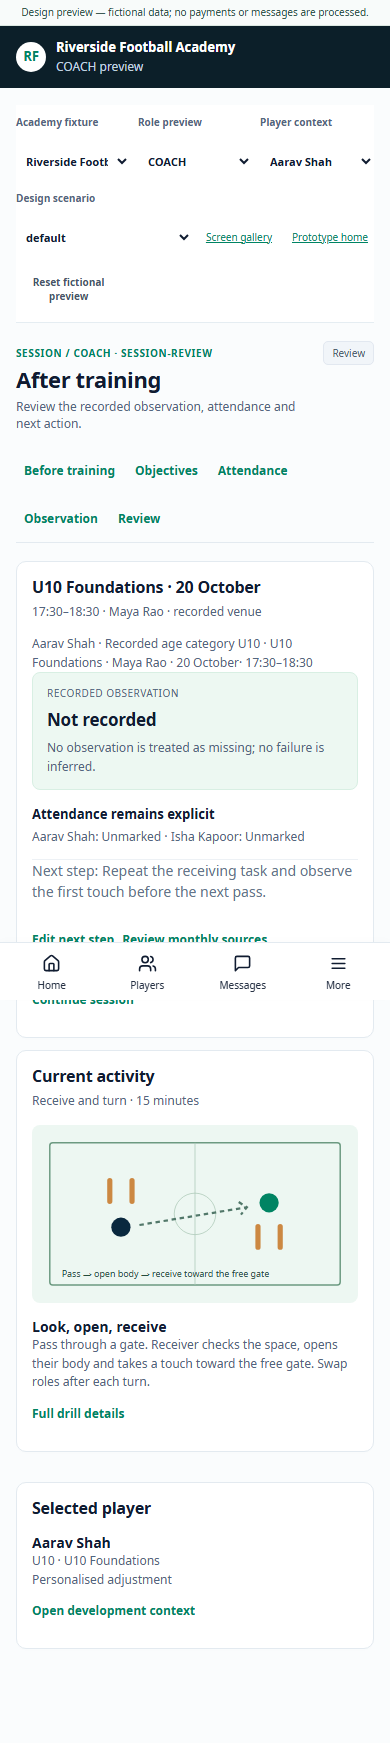 Design preview — fictional data; no payments or messages are processed.
RF
Riverside Football Academy
COACH preview
Academy fixture
Role preview
Player context
Riverside Footb
COACH
Aarav Shah
Design scenario
default
Screen gallery
Prototype home
Reset fictional
preview
SESSION / COACH · SESSION-REVIEW
Review
After training
Review the recorded observation, attendance and
next action.
Before training
Objectives
Attendance
Observation
Review
U10 Foundations · 20 October
17:30–18:30 · Maya Rao · recorded venue
Aarav Shah · Recorded age category U10 · U10
Foundations · Maya Rao · 20 October· 17:30–18:30
RECORDED OBSERVATION
Not recorded
No observation is treated as missing; no failure is
inferred.
Attendance remains explicit
Aarav Shah: Unmarked · Isha Kapoor: Unmarked
Next step: Repeat the receiving task and observe
the first touch before the next pass.
Edit next step Review monthly sources
Home
Players
Messages
More
Continue session
Current activity
Receive and turn · 15 minutes
Pass → open body → receive toward the free gate
Look, open, receive
Pass through a gate. Receiver checks the space, opens
their body and takes a touch toward the free gate. Swap
roles after each turn.
Full drill details
Selected player
Aarav Shah
U10 · U10 Foundations
Personalised adjustment
Open development context